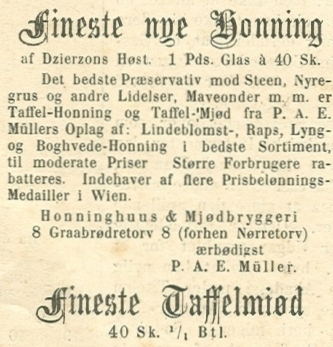 Fineste nye Honning
af Dzierzons Høst. 1 Pds. Glas à 40 Sk.
Det bedste Præservativ mod Steen, Nyre-
grus og andre Lidelser, Maveonder m. m. er
Taffel-Honning og Taffel-Mjød fra P. A. E.
Müllers Oplag af: Lindeblomst-, Raps, Lyng-
og Boghvede-Honning i bedste Sortiment,
til moderate Priser Større Forbrugere ra-
batteres. Indehaver af flere Prisbelønnings-
Medailler i Wien.
Honninghuus & Mjødbryggeri
8 Graabrødretorv 8 (forhen Nørretorv)
ærbødigst
P. A. E. Müller.
Fineste Taffelmiød
40 Sk. 1/1 Btl.